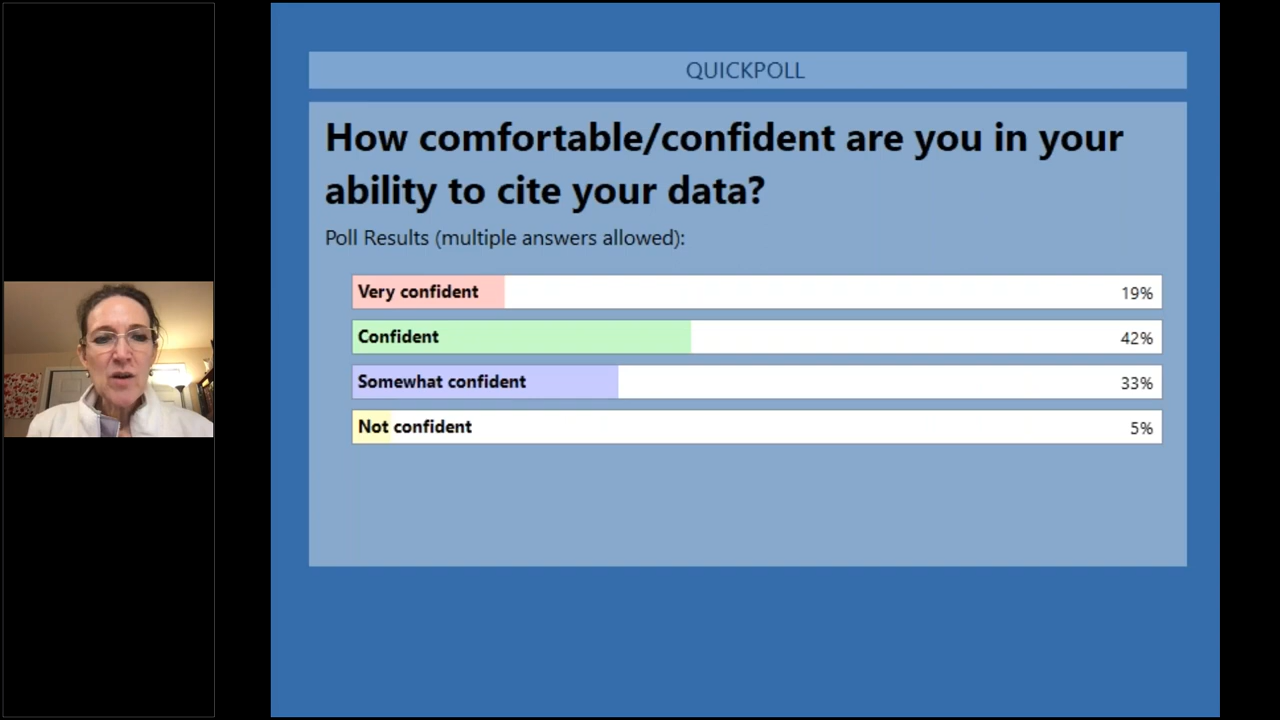 QUICKPOLL
How comfortable/confident are you in your
ability to cite your data?
Poll Results (multiple answers allowed):
Very confident 19%
Confident 42%
Somewhat confident 33%
Not confident 5%